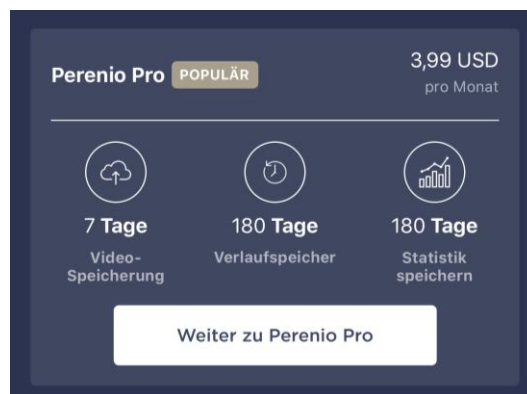 Perenio Pro POPULÄR
3,99 USD
pro Monat
7 Tage
Video-
Speicherung
180 Tage
Verlaufspeicher
180 Tage
Statistik
speichern
Weiter zu Perenio Pro